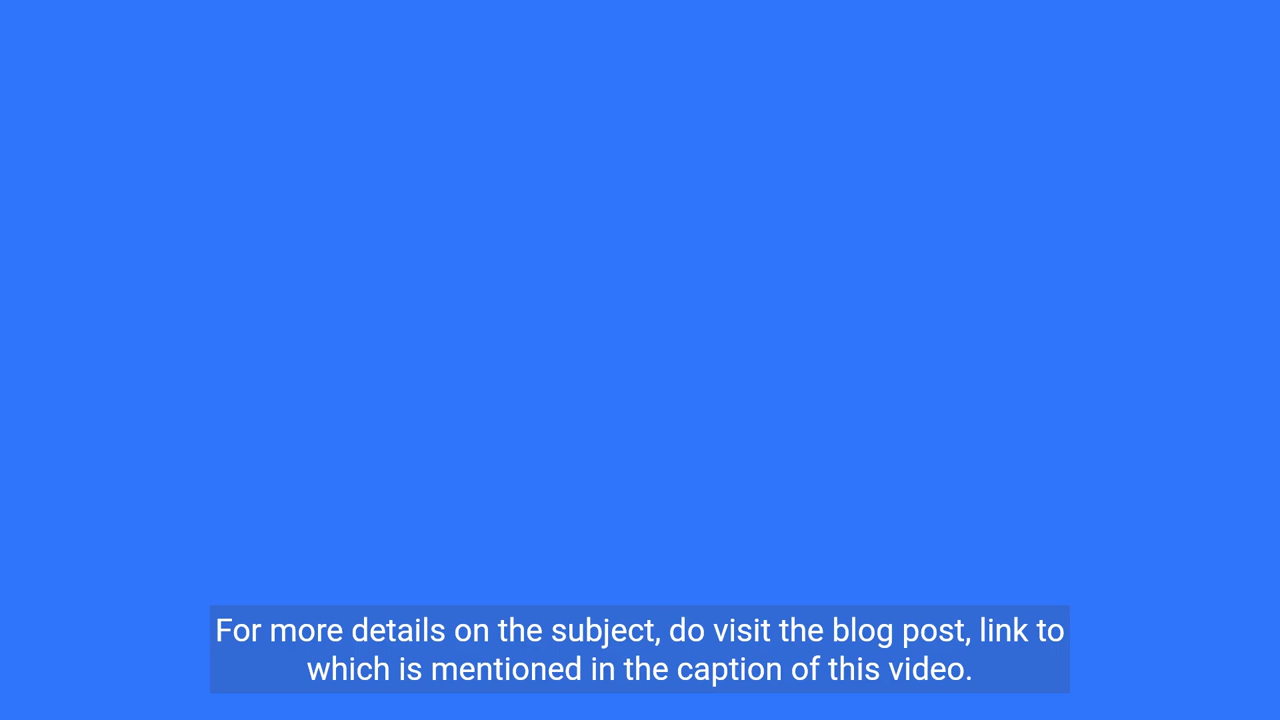 For more details on the subject, do visit the blog post, link to
which is mentioned in the caption of this video.